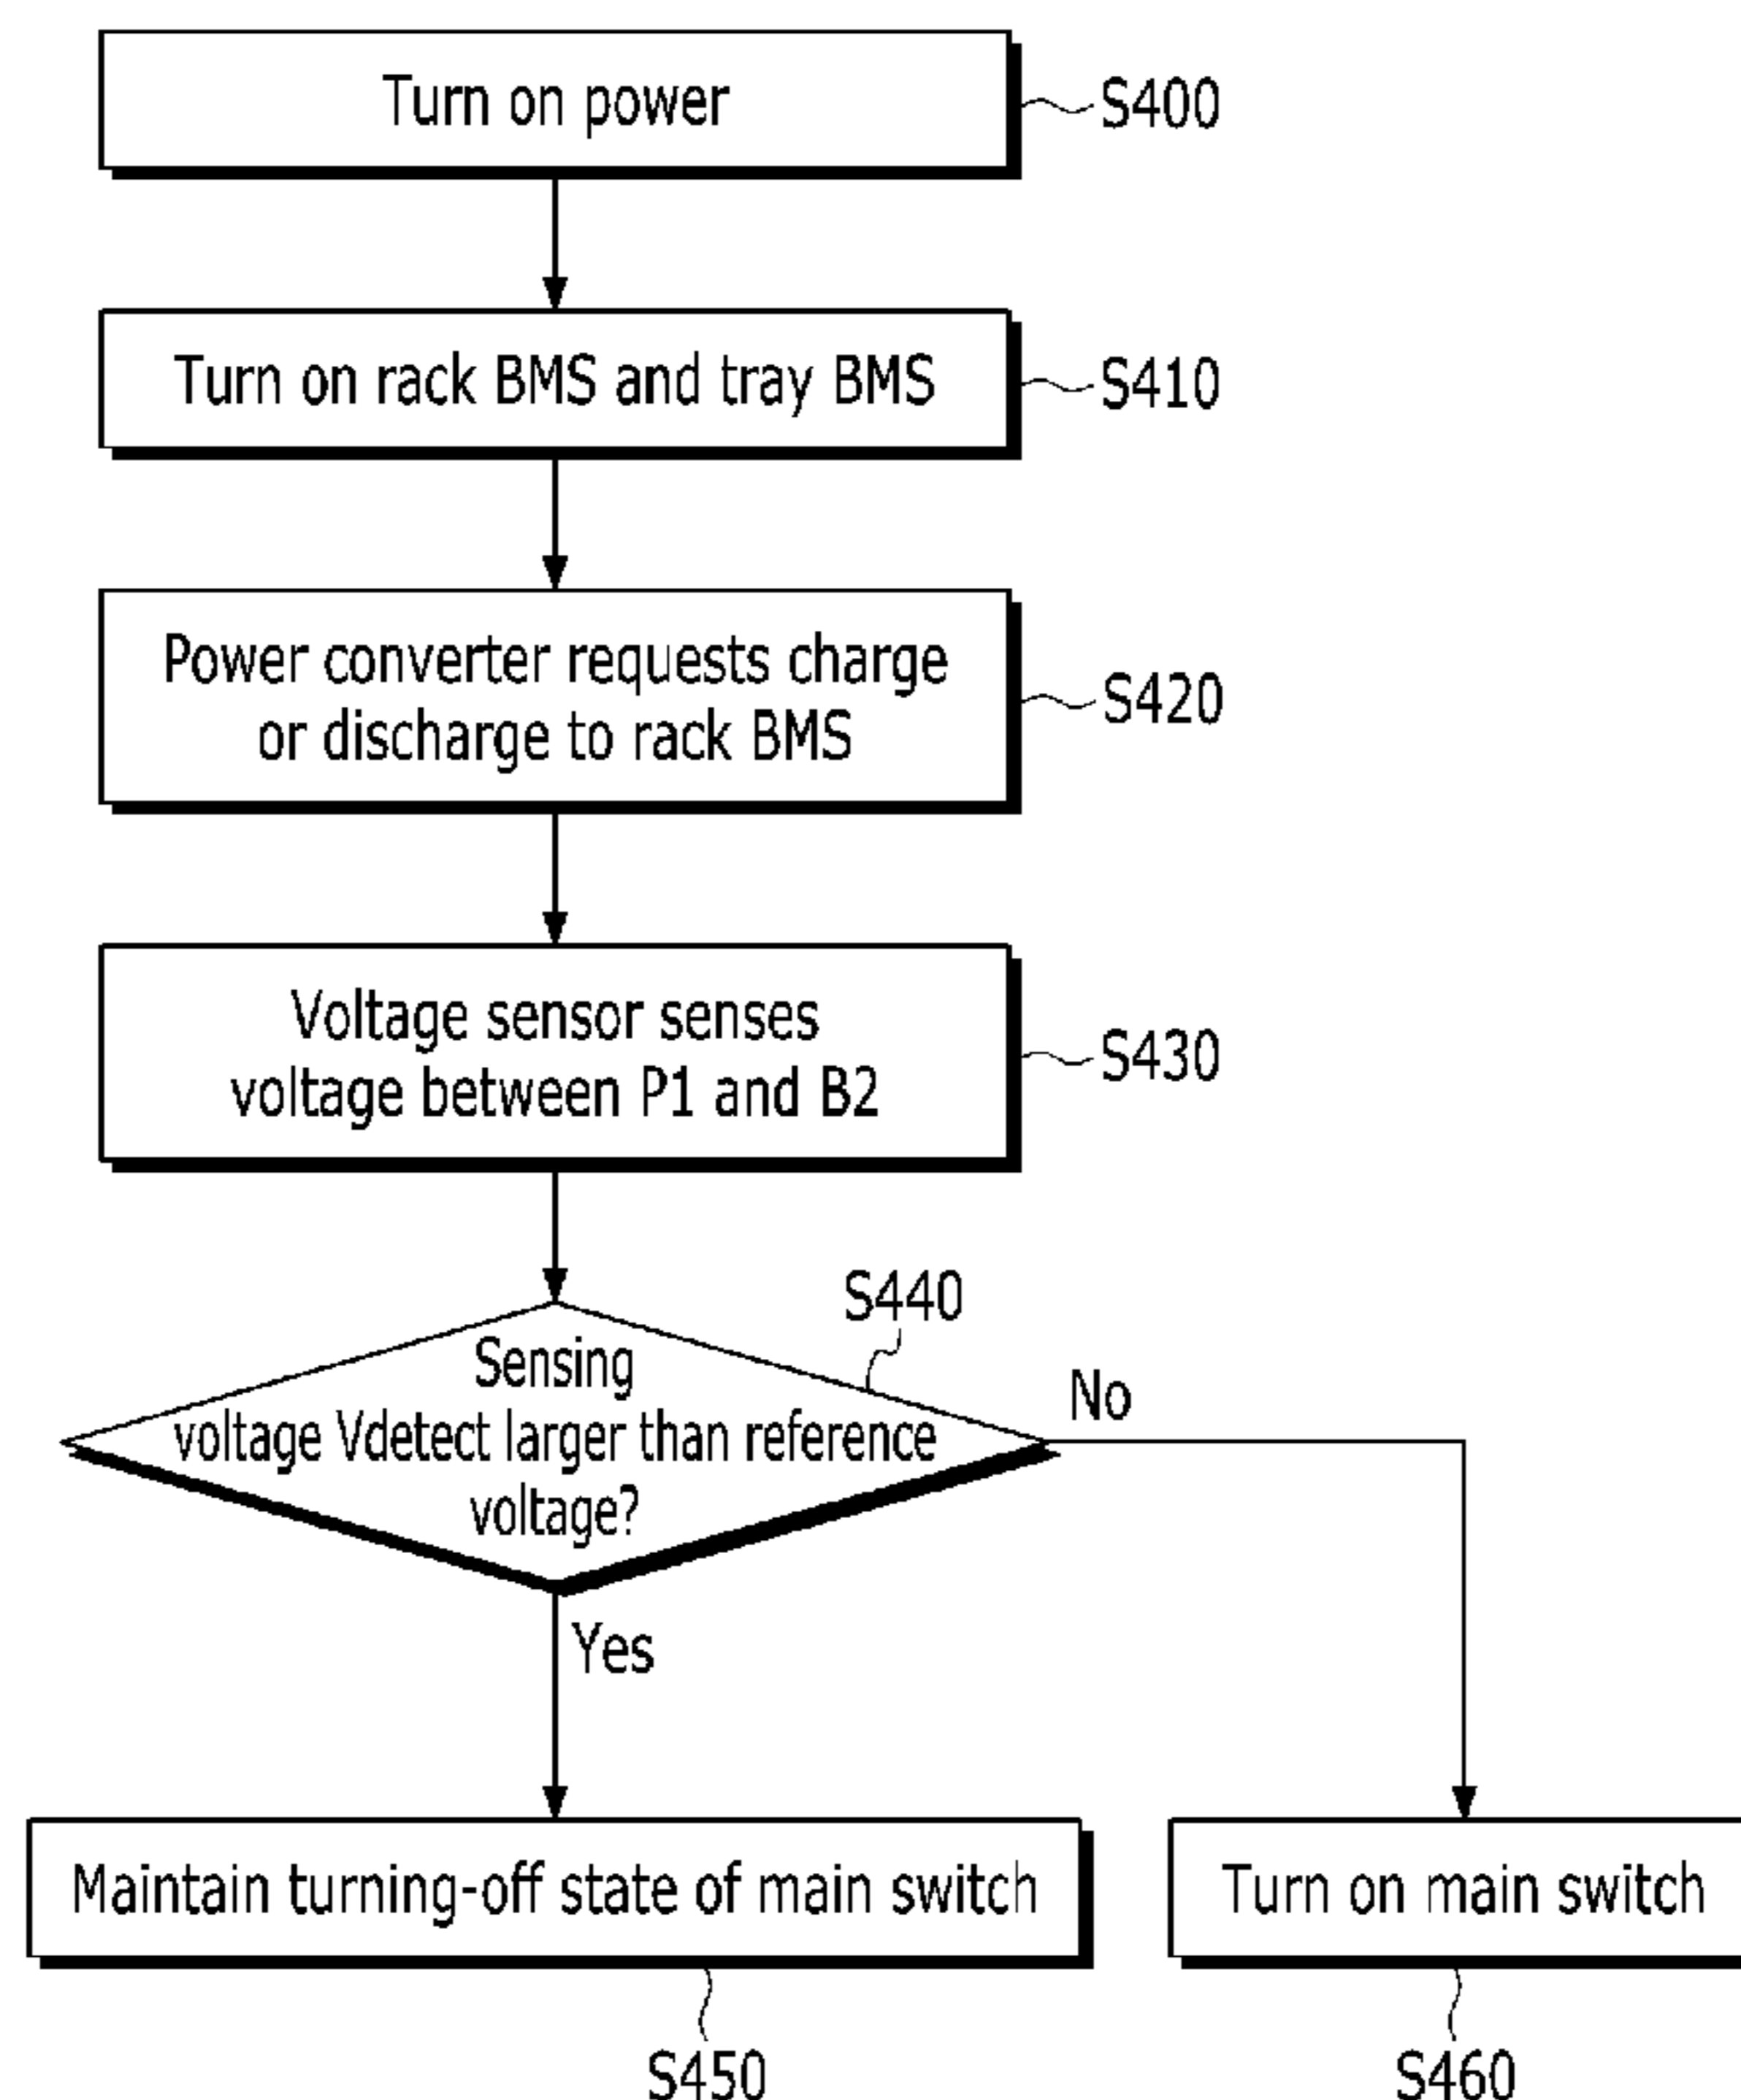 Turn on power
S400
Turn on rack BMS and tray BMS
S410
Power converter requests charge
or discharge to rack BMS
S420
Voltage sensor senses
voltage between P1 and B2
S430
S440
Sensing
voltage Vdetect larger than reference
voltage?
No
Yes
Maintain turning-off state of main switch
Turn on main switch
S450
S460